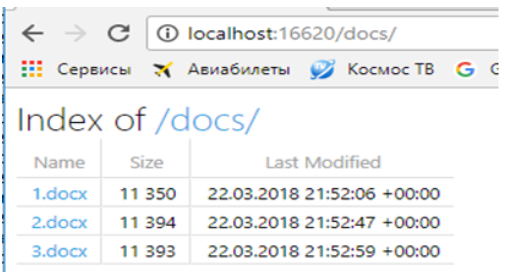 localhost:16620/docs/
Сервисы Авиабилеты Космос ТВ G
Index of /docs/
Name Size Last Modified
1.docx 11 350 22.03.2018 21:52:06 +00:00
2.docx 11 394 22.03.2018 21:52:47 +00:00
3.docx 11 393 22.03.2018 21:52:59 +00:00